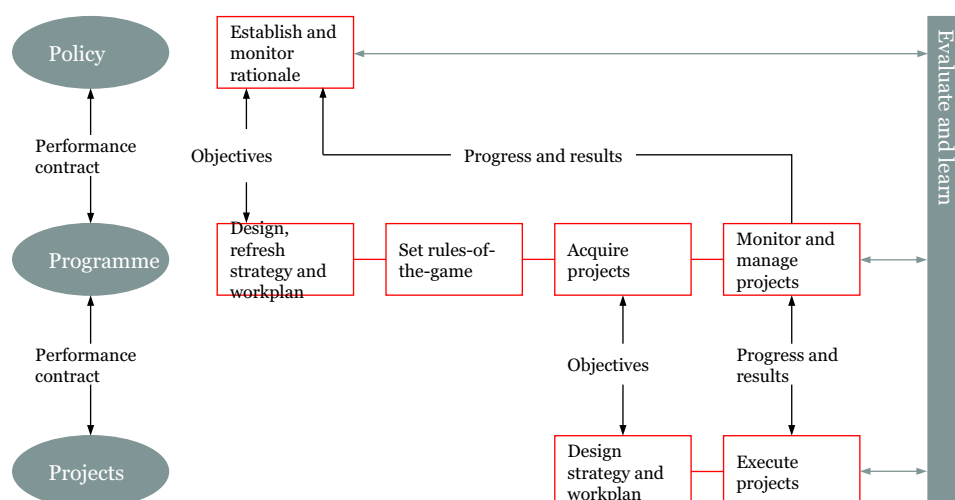 Policy
Establish and
monitor
rationale
Evaluate and learn
Performance
contract
Objectives
Progress and results
Programme
Design,
refresh
strategy and
workplan
Set rules-of-
the-game
Acquire
projects
Monitor and
manage
projects
Performance
contract
Objectives
Progress and
results
Projects
Design
strategy and
workplan
Execute
projects